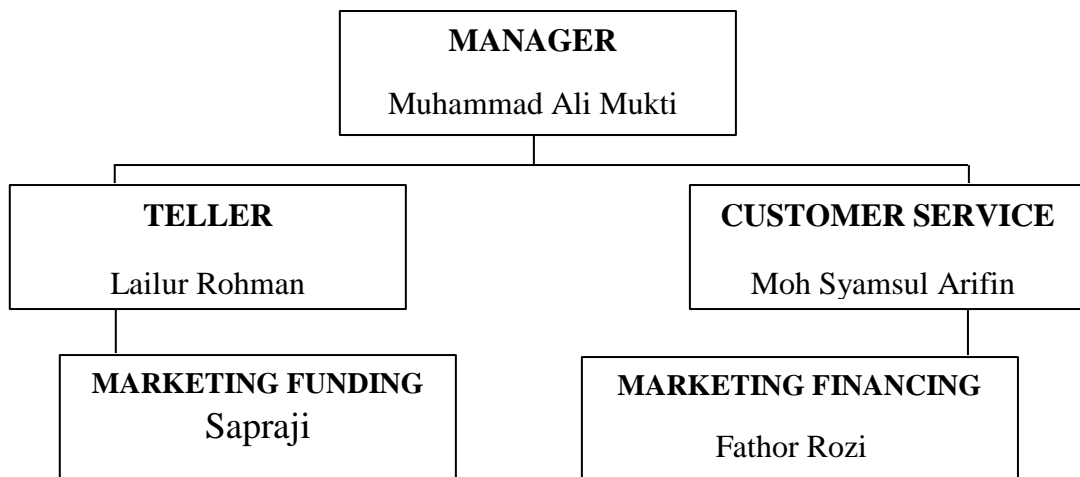 MANAGER
Muhammad Ali Mukti
TELLER
Lailur Rohman
CUSTOMER SERVICE
Moh Syamsul Arifin
MARKETING FUNDING
Sapraji
MARKETING FINANCING
Fathor Rozi